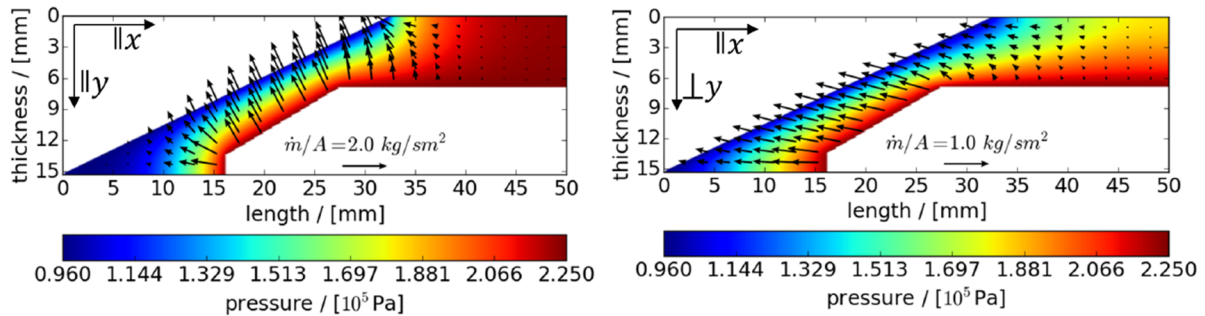 0
3
6
9
12
15
thickness / [mm]
∥x
∥y
ṁ/A = 2.0 kg/sm²
0 5 10 15 20 25 30 35 40 45 50
length / [mm]
0.960 1.144 1.329 1.513 1.697 1.881 2.066 2.250
pressure / [10⁵ Pa]
0
3
6
9
12
15
thickness / [mm]
∥x
⊥y
ṁ/A = 1.0 kg/sm²
0 5 10 15 20 25 30 35 40 45 50
length / [mm]
0.960 1.144 1.329 1.513 1.697 1.881 2.066 2.250
pressure / [10⁵ Pa]